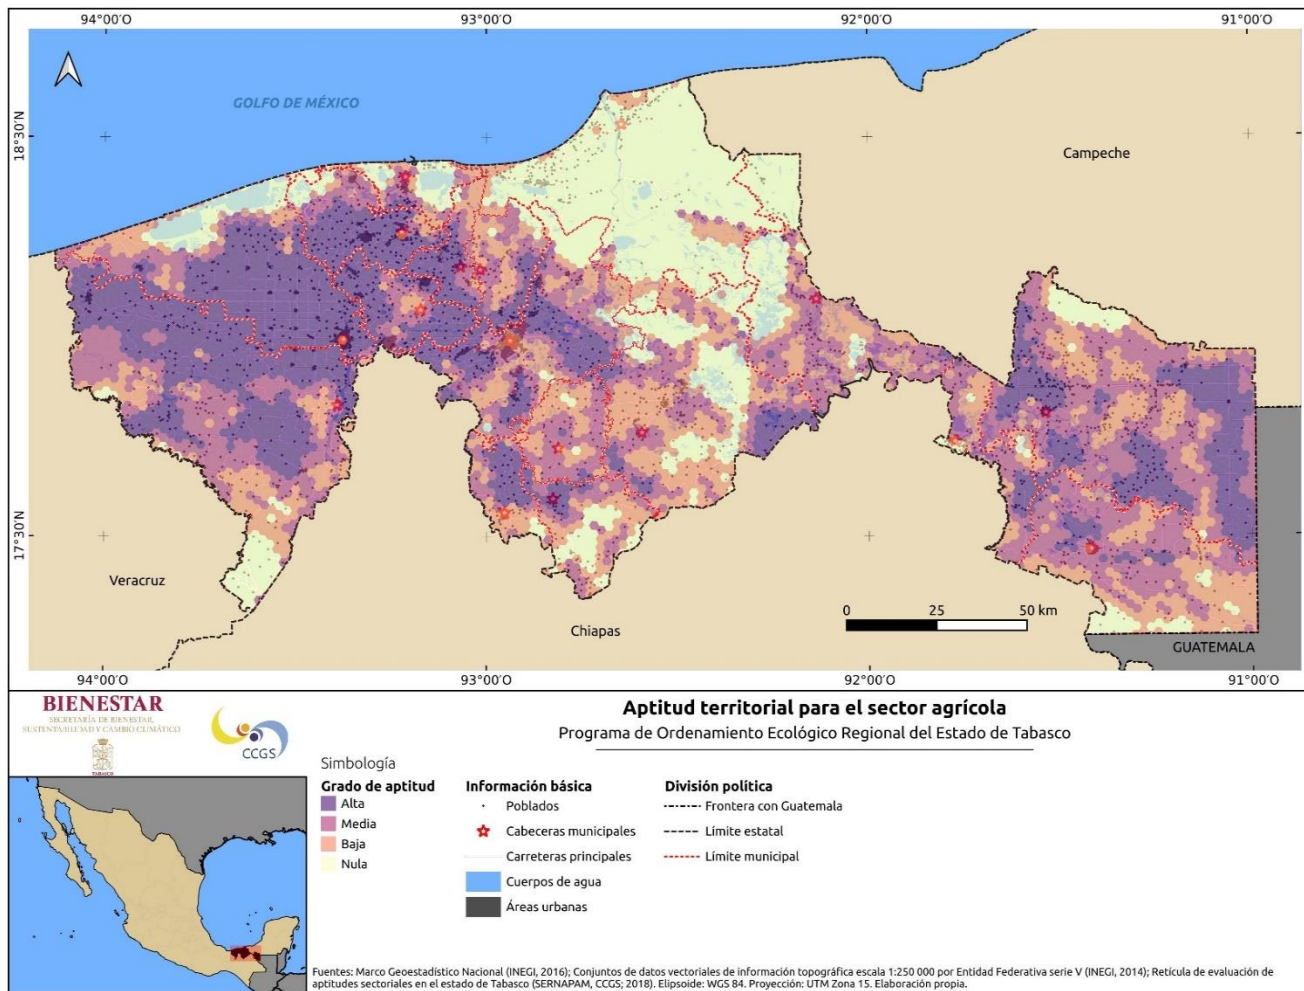 94°00′O 93°00′O 92°00′O 91°00′O
18°30′N
17°30′N
GOLFO DE MÉXICO
Campeche
Veracruz
Chiapas
0 25 50 km
GUATEMALA
94°00′O 93°00′O 92°00′O 91°00′O
BIENESTAR
SECRETARÍA DE BIENESTAR,
SUSTENTABILIDAD Y CAMBIO CLIMÁTICO
TABASCO
CCGS
Aptitud territorial para el sector agrícola
Programa de Ordenamiento Ecológico Regional del Estado de Tabasco
Simbología
Grado de aptitud
Alta
Media
Baja
Nula
Información básica
Poblados
Cabeceras municipales
Carreteras principales
Cuerpos de agua
Áreas urbanas
División política
Frontera con Guatemala
Límite estatal
Límite municipal
Fuentes: Marco Geoestadístico Nacional (INEGI, 2016); Conjuntos de datos vectoriales de información topográfica escala 1:250 000 por Entidad Federativa serie V (INEGI, 2014); Retícula de evaluación de
aptitudes sectoriales en el estado de Tabasco (SERNAPAM, CCGS; 2018). Elipsoide: WGS 84. Proyección: UTM Zona 15. Elaboración propia.